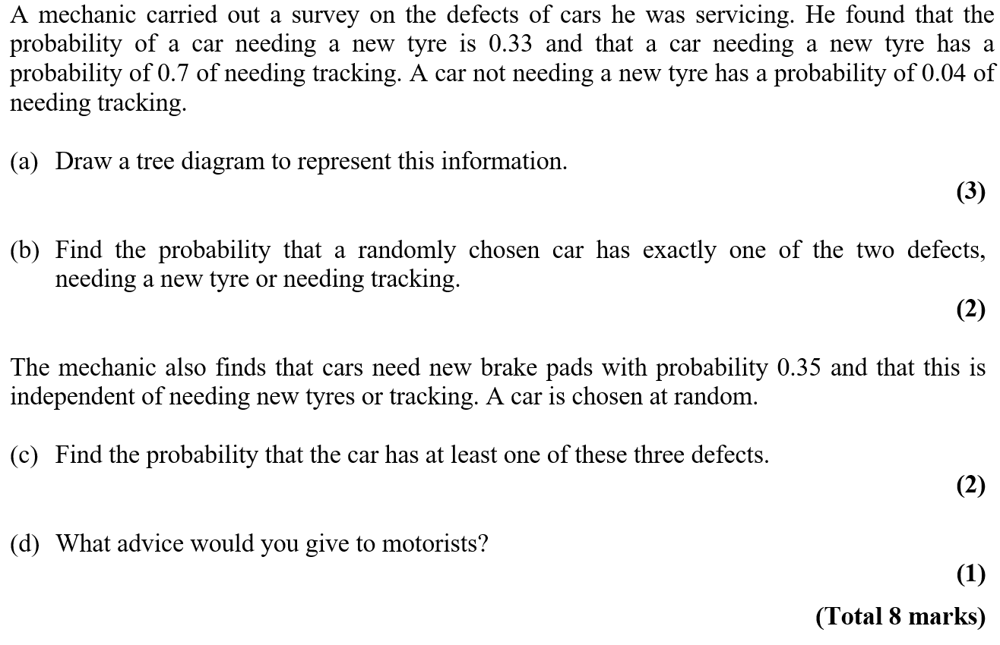 A mechanic carried out a survey on the defects of cars he was servicing. He found that the
probability of a car needing a new tyre is 0.33 and that a car needing a new tyre has a
probability of 0.7 of needing tracking. A car not needing a new tyre has a probability of 0.04 of
needing tracking.
(a) Draw a tree diagram to represent this information.
(3)
(b) Find the probability that a randomly chosen car has exactly one of the two defects,
needing a new tyre or needing tracking.
(2)
The mechanic also finds that cars need new brake pads with probability 0.35 and that this is
independent of needing new tyres or tracking. A car is chosen at random.
(c) Find the probability that the car has at least one of these three defects.
(2)
(d) What advice would you give to motorists?
(1)
(Total 8 marks)